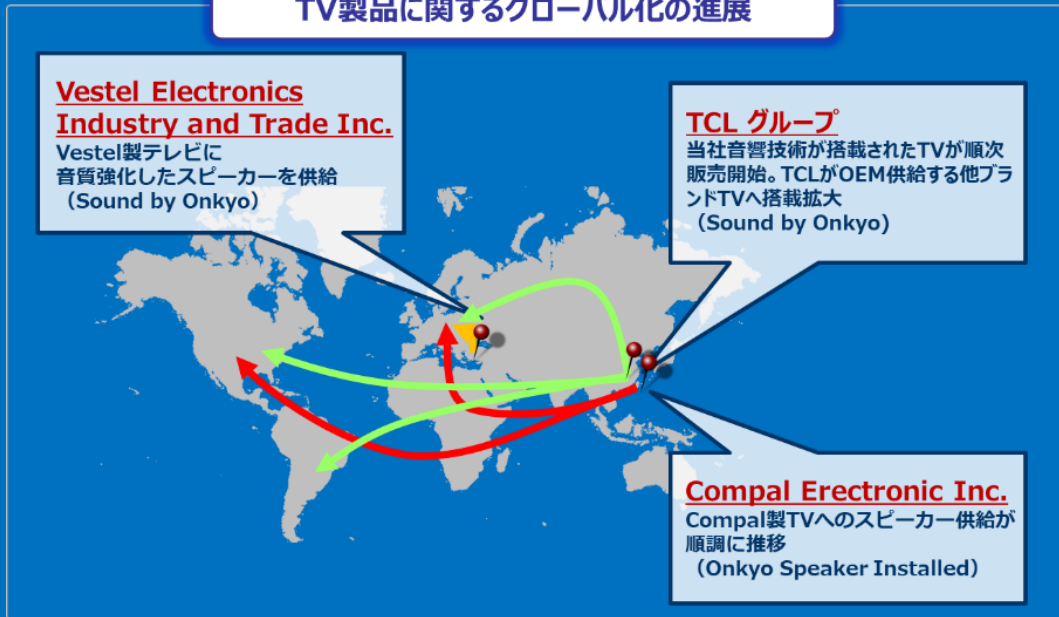 TV製品に関するグローバル化の進展
Vestel Electronics
Industry and Trade Inc.
Vestel製テレビに
音質強化したスピーカーを供給
（Sound by Onkyo）
TCL グループ
当社音響技術が搭載されたTVが順次
販売開始。TCLがOEM供給する他ブラ
ンドTVへ搭載拡大
（Sound by Onkyo)
Compal Erectronic Inc.
Compal製TVへのスピーカー供給が
順調に推移
（Onkyo Speaker Installed）